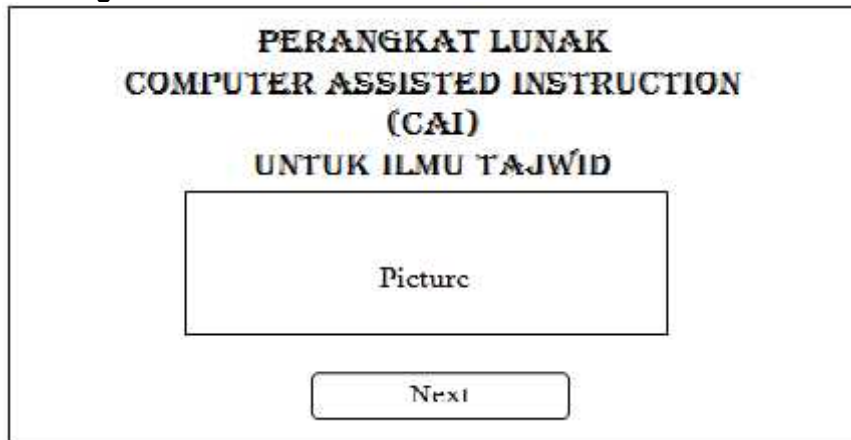 PERANGKAT LUNAK
COMPUTER ASSISTED INSTRUCTION
(CAI)
UNTUK ILMU TAJWID
Picture
Next